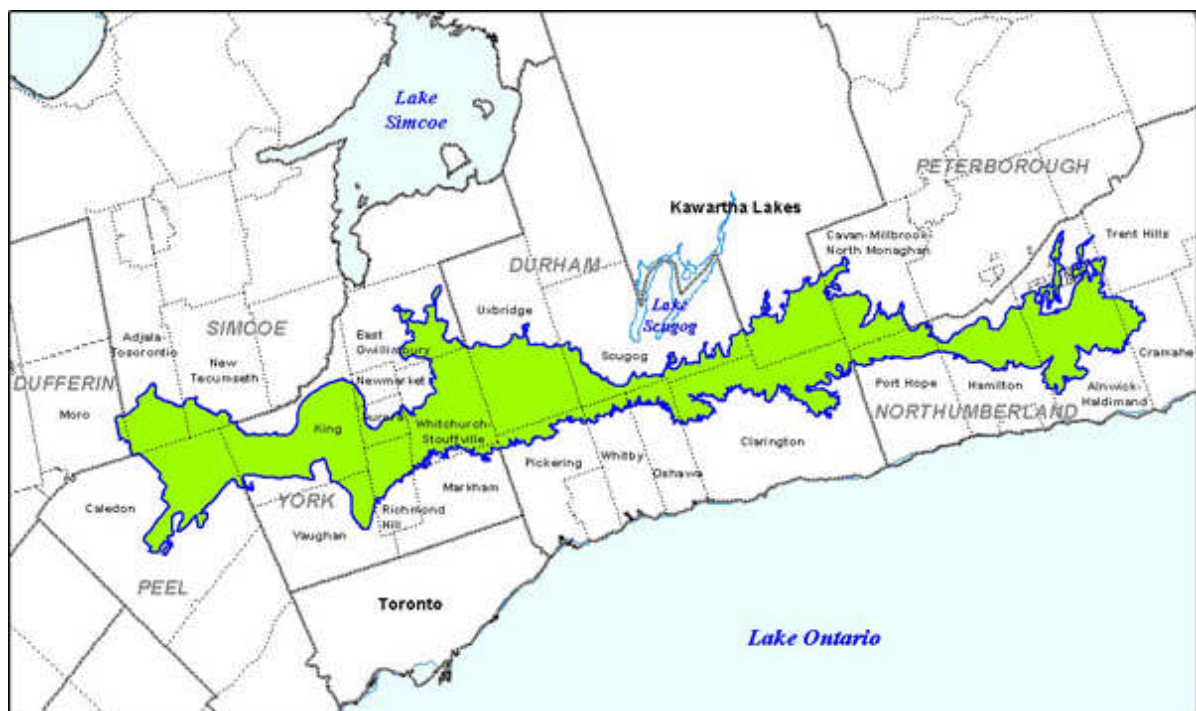 Lake
Simcoe
PETERBOROUGH
Kawartha Lakes
Cavan-Millbrook-
North Monaghan
Trent Hills
DURHAM
Lake
Scugog
Uxbridge
SIMCOE
Adjala-
Tosorontio
New
Tecumseth
East
Gwillimbury
Newmarket
Aurora
Scugog
Cramahe
DUFFERIN
Mono
King
Whitchurch-
Stouffville
Port Hope
Hamilton
Alnwick-
Haldimand
NORTHUMBERLAND
Clarington
Pickering
Whitby
Oshawa
Markham
Richmond
Hill
Caledon
YORK
Vaughan
PEEL
Toronto
Lake Ontario